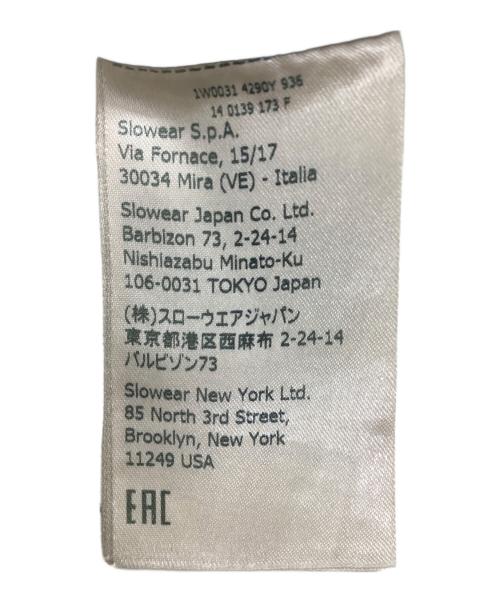 1W0031 4290Y 936
14 0139 173 F
Slowear S.p.A.
Via Fornace, 15/17
30034 Mira (VE) - Italia
Slowear Japan Co. Ltd.
Barbizon 73, 2-24-14
Nishiazabu Minato-Ku
106-0031 TOKYO Japan
(株)スローウエアジャパン
東京都港区西麻布 2-24-14
バルビゾン73
Slowear New York Ltd.
85 North 3rd Street,
Brooklyn, New York
11249 USA
EAC